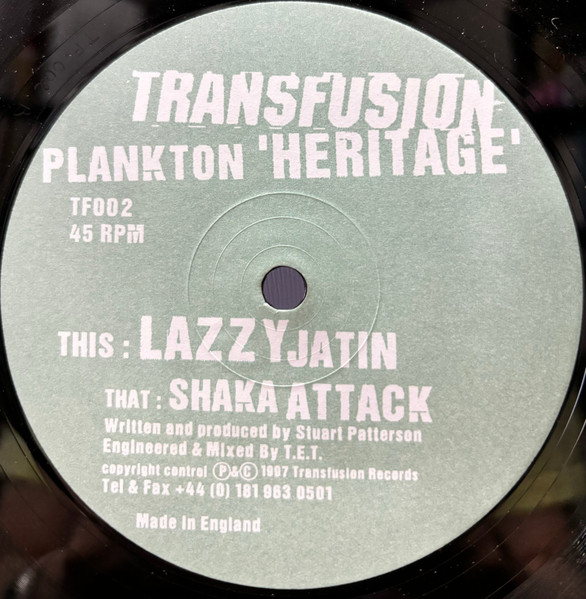 TRANSFUSION
PLANKTON 'HERITAGE'
TF002
45 RPM
THIS : LAZZYJATIN
THAT : SHAKA ATTACK
Written and produced by Stuart Patterson
Engineered & Mixed By T.E.T.
copyright control Ⓟ&© 1997 Transfusion Records
Tel & Fax +44 (0) 181 963 0501
Made in England